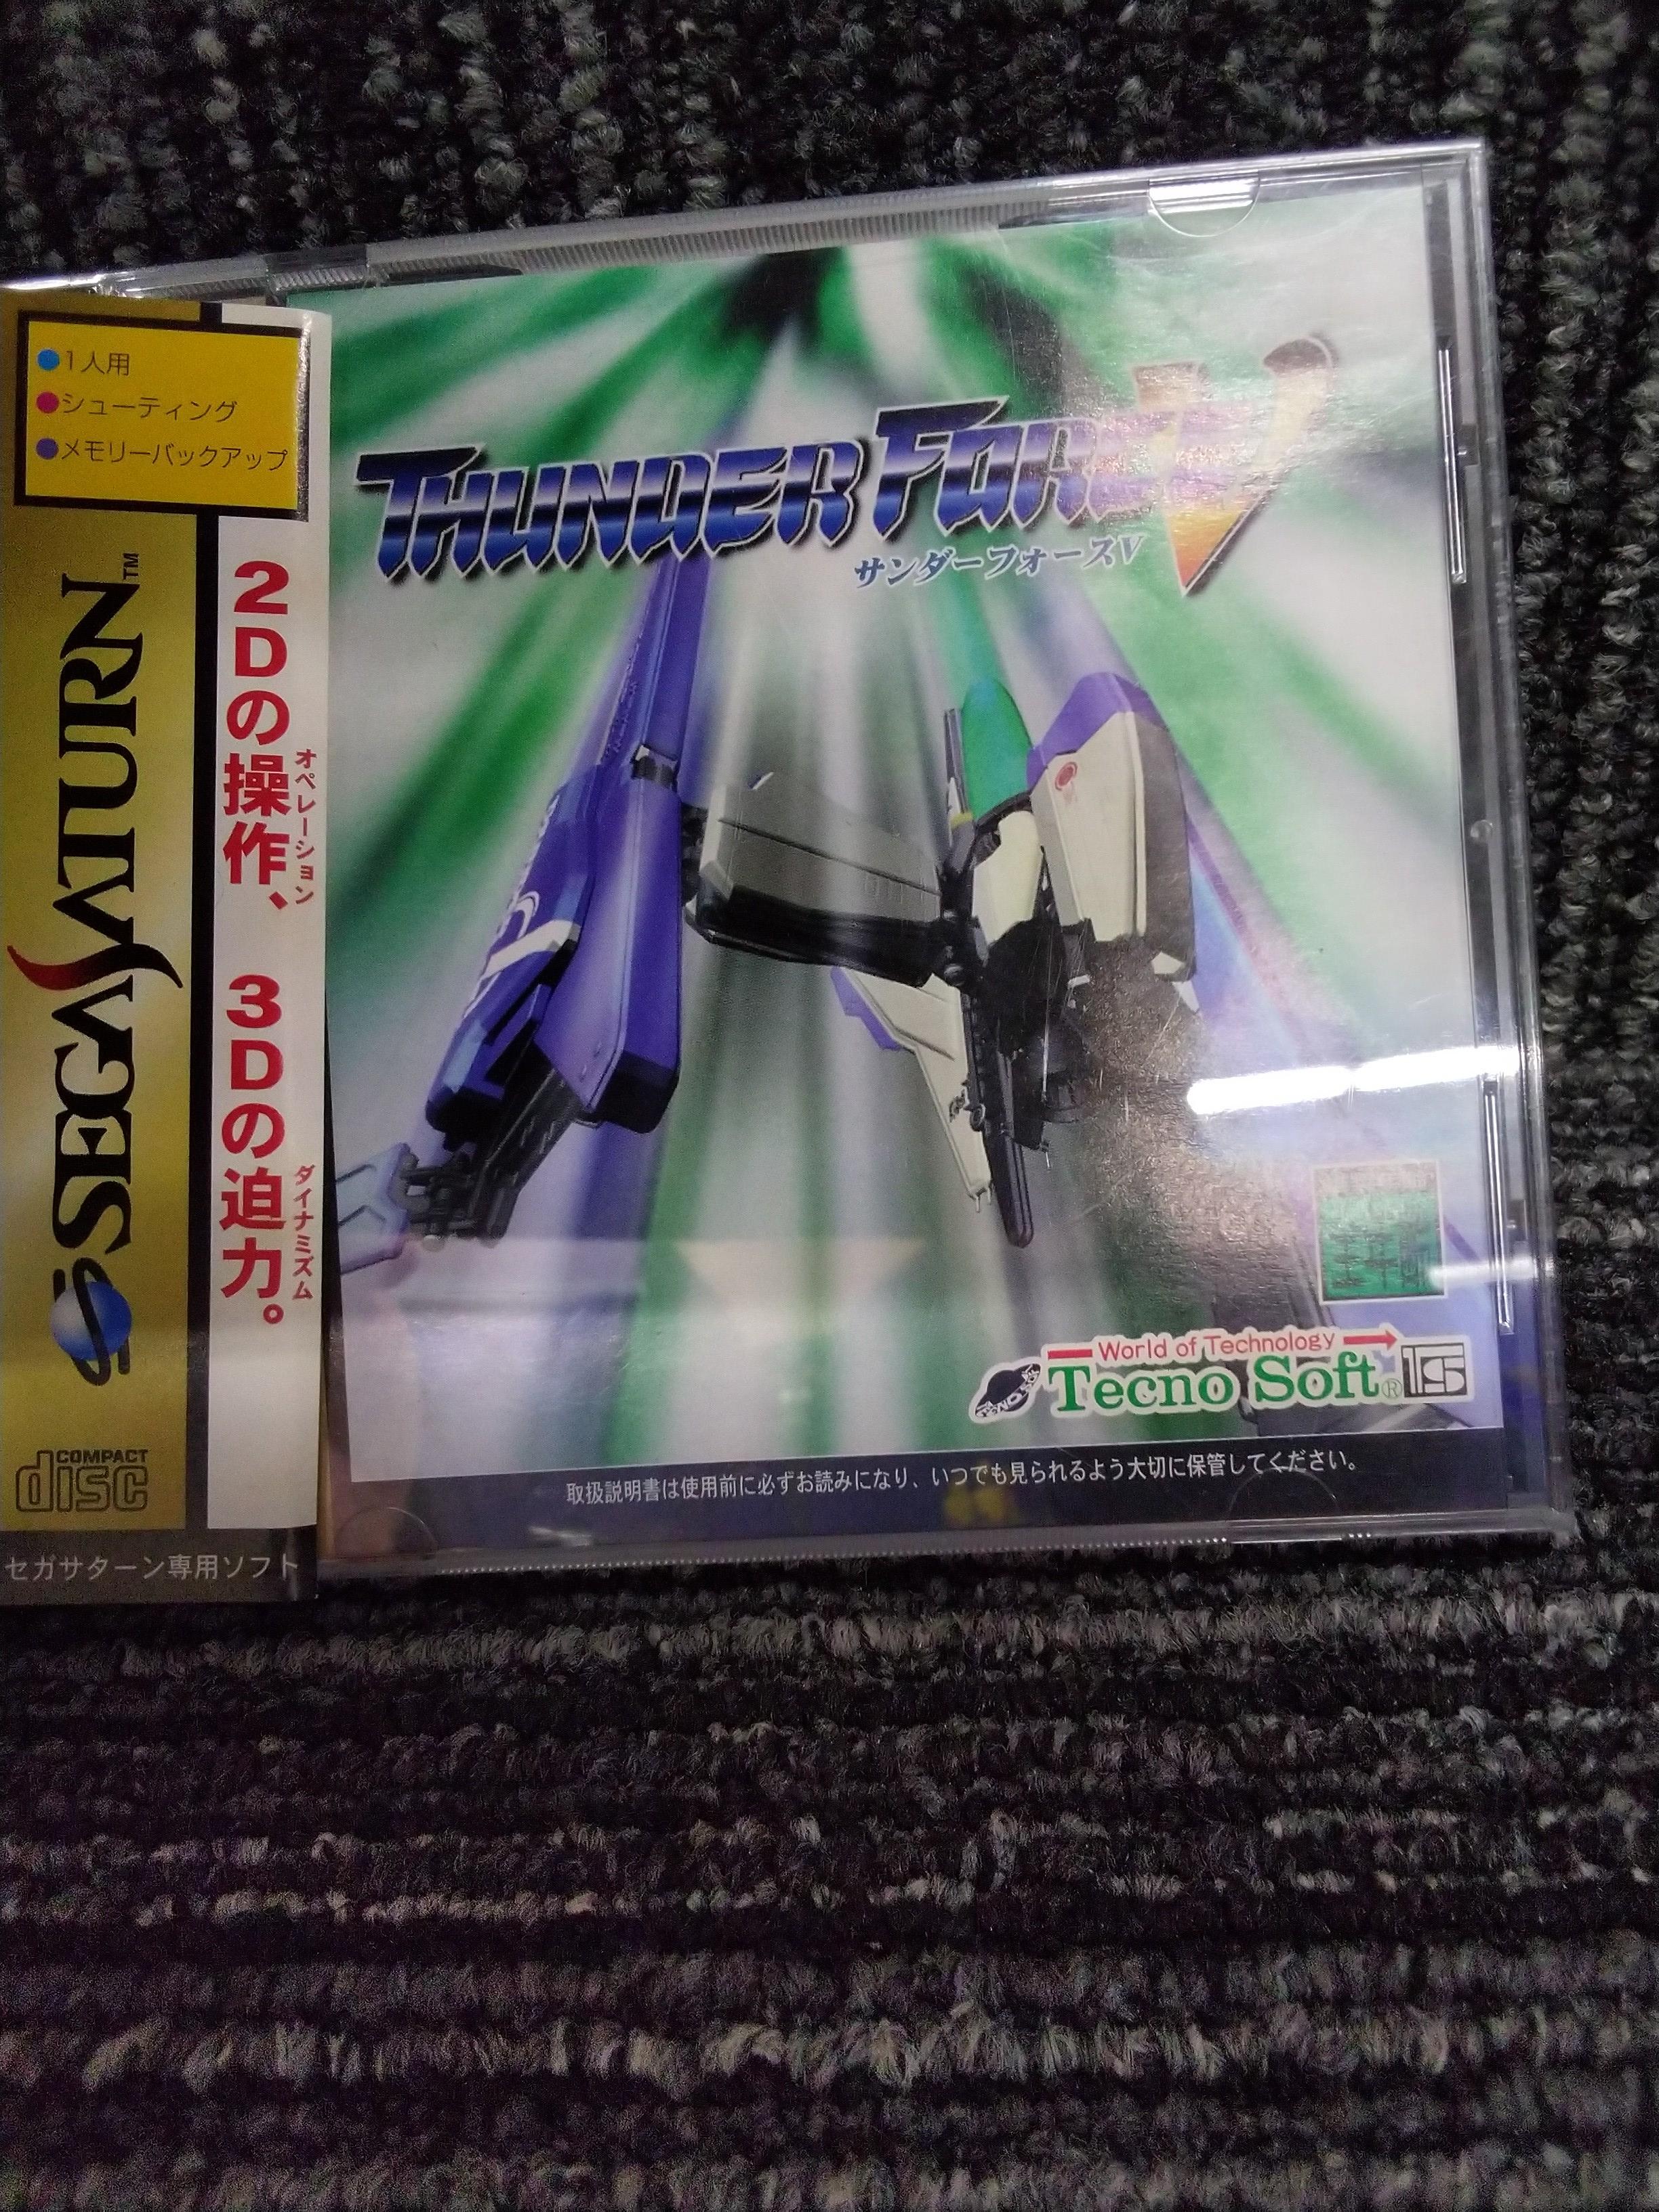 ●1人用
●シューティング
●メモリーバックアップ
SEGA SATURN™
COMPACT
disc
セガサターン専用ソフト
2Dの操作、3Dの迫力。
オペレーション
ダイナミズム
THUNDER FORCE V
サンダーフォースV
World of Technology
Tecno Soft®
取扱説明書は使用前に必ずお読みになり、いつでも見られるよう大切に保管してください。